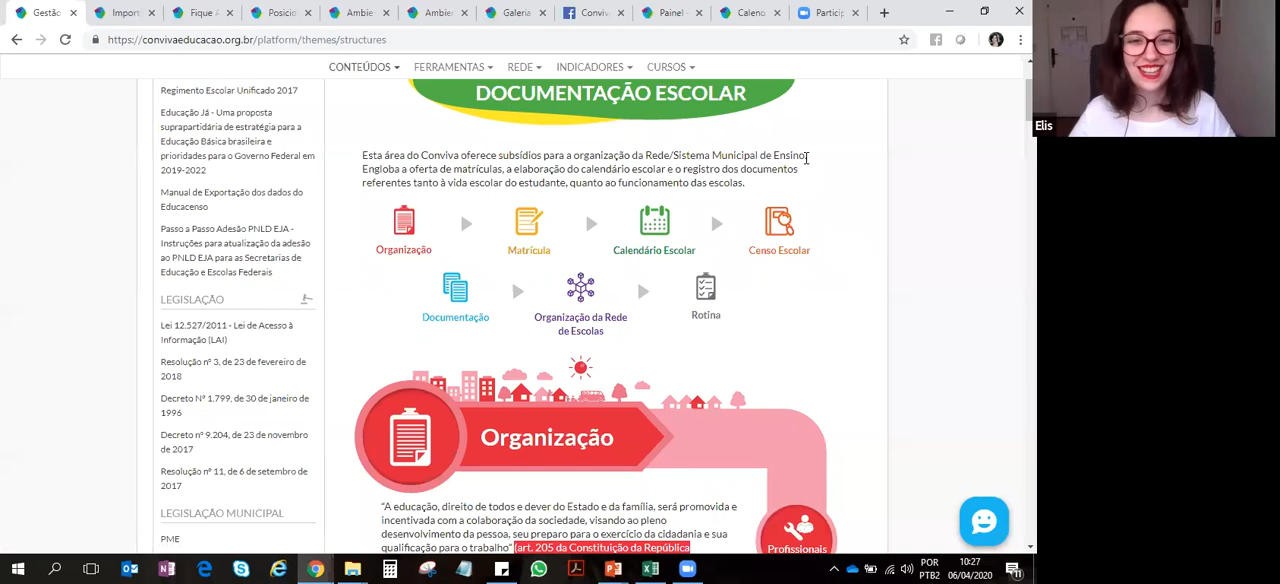 Gestão
Import
Fique A
Posicio
Ambie
Ambien
Galeria
Conviv
Painel -
Calend
Particip
https://convivaeducacao.org.br/platform/themes/structures
CONTEÚDOS
FERRAMENTAS
REDE
INDICADORES
CURSOS
Elis
Regimento Escolar Unificado 2017
Educação Já - Uma proposta
suprapartidária de estratégia para a
Educação Básica brasileira e
prioridades para o Governo Federal em
2019-2022
Manual de Exportação dos dados do
Educacenso
Passo a Passo Adesão PNLD EJA -
Instruções para atualização da adesão
ao PNLD EJA para as Secretarias de
Educação e Escolas Federais
LEGISLAÇÃO
Lei 12.527/2011 - Lei de Acesso à
Informação (LAI)
Resolução nº 3, de 23 de fevereiro de
2018
Decreto Nº 1.799, de 30 de janeiro de
1996
Decreto nº 9.204, de 23 de novembro
de 2017
Resolução nº 11, de 6 de setembro de
2017
LEGISLAÇÃO MUNICIPAL
PME
DOCUMENTAÇÃO ESCOLAR
Esta área do Conviva oferece subsídios para a organização da Rede/Sistema Municipal de Ensino.
Engloba a oferta de matrículas, a elaboração do calendário escolar e o registro dos documentos
referentes tanto à vida escolar do estudante, quanto ao funcionamento das escolas.
Organização
Matrícula
Calendário Escolar
Censo Escolar
Documentação
Organização da Rede
de Escolas
Rotina
Organização
"A educação, direito de todos e dever do Estado e da família, será promovida e
incentivada com a colaboração da sociedade, visando ao pleno
desenvolvimento da pessoa, seu preparo para o exercício da cidadania e sua
qualificação para o trabalho" (art. 205 da Constituição da República
Profissionais
POR
PTB2
10:27
06/04/2020